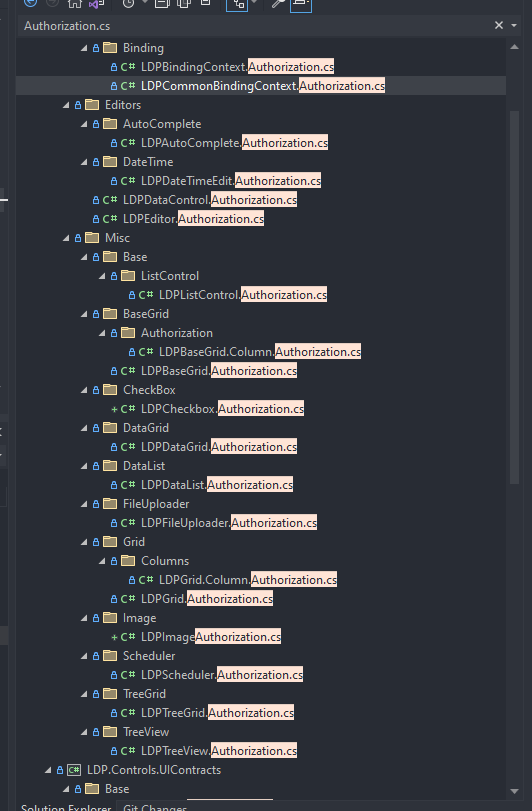 Authorization.cs
Binding
C# LDPBindingContext.Authorization.cs
C# LDPCommonBindingContext.Authorization.cs
Editors
AutoComplete
C# LDPAutoComplete.Authorization.cs
DateTime
C# LDPDateTimeEdit.Authorization.cs
C# LDPDataControl.Authorization.cs
C# LDPEditor.Authorization.cs
Misc
Base
ListControl
C# LDPListControl.Authorization.cs
BaseGrid
Authorization
C# LDPBaseGrid.Column.Authorization.cs
C# LDPBaseGrid.Authorization.cs
CheckBox
+ C# LDPCheckbox.Authorization.cs
DataGrid
C# LDPDataGrid.Authorization.cs
DataList
C# LDPDataList.Authorization.cs
FileUploader
C# LDPFileUploader.Authorization.cs
Grid
Columns
C# LDPGrid.Column.Authorization.cs
C# LDPGrid.Authorization.cs
Image
+ C# LDPImageAuthorization.cs
Scheduler
C# LDPScheduler.Authorization.cs
TreeGrid
C# LDPTreeGrid.Authorization.cs
TreeView
C# LDPTreeView.Authorization.cs
C# LDP.Controls.UIContracts
Base
Solution Explorer Git Changes